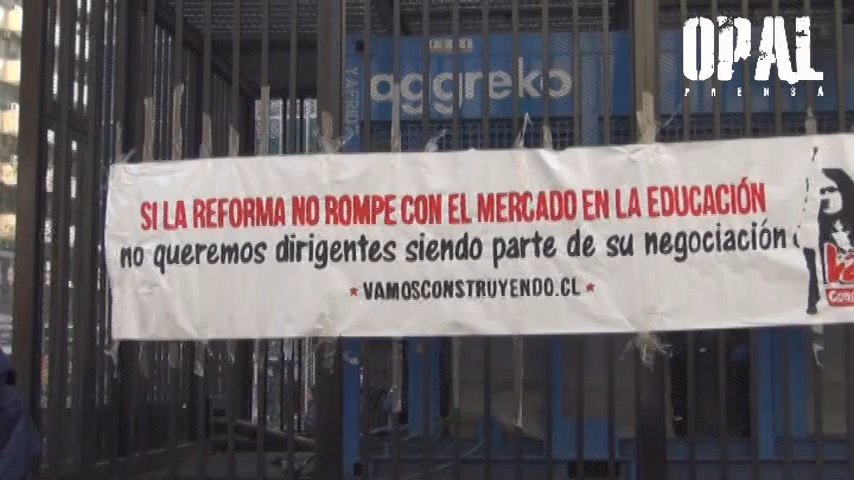 OPAL
PRENSA
aggreko
SI LA REFORMA NO ROMPE CON EL MERCADO EN LA EDUCACIÓN
no queremos dirigentes siendo parte de su negociación
★ VAMOSCONSTRUYENDO.CL ★